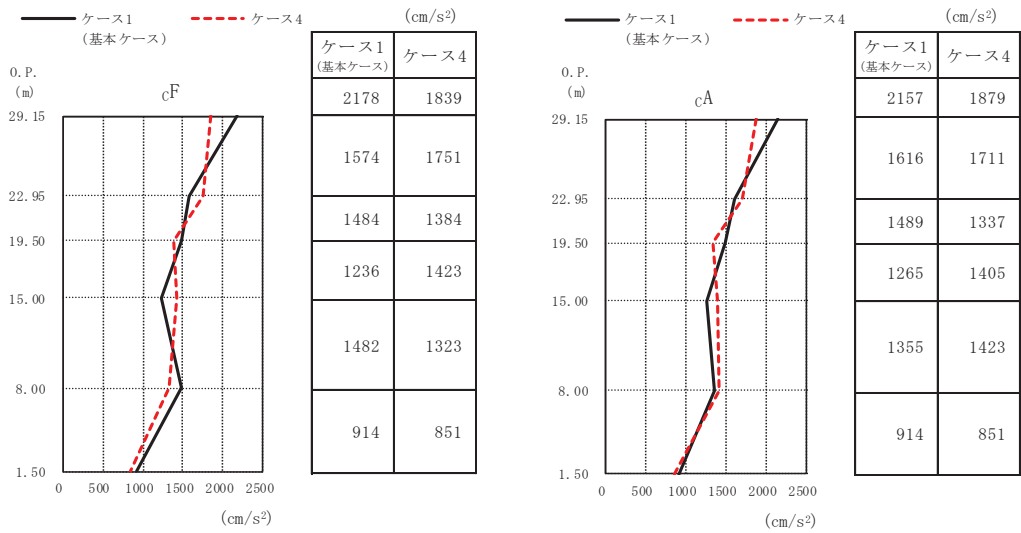 ケース1 ケース4 (cm/s²)
(基本ケース)
ケース1 ケース4
(基本ケース)
O.P.
(m)
cF
2178 1839
29.15
1574 1751
22.95
1484 1384
19.50
1236 1423
15.00
1482 1323
8.00
914 851
1.50
0 500 1000 1500 2000 2500
(cm/s²)
ケース1 ケース4 (cm/s²)
(基本ケース)
ケース1 ケース4
(基本ケース)
O.P.
(m)
cA
2157 1879
29.15
1616 1711
22.95
1489 1337
19.50
1265 1405
15.00
1355 1423
8.00
914 851
1.50
0 500 1000 1500 2000 2500
(cm/s²)